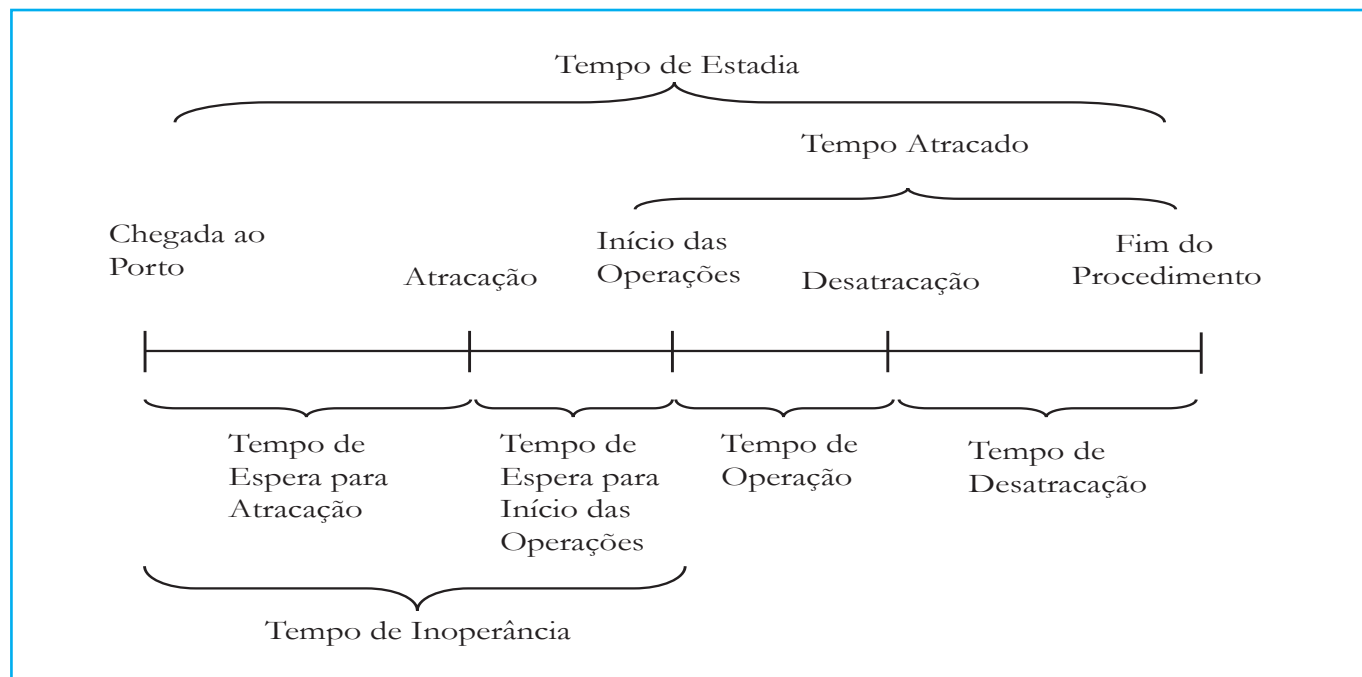 Tempo de Estadia
Tempo Atracado
Chegada ao
Porto
Atracação
Início das
Operações
Desatracação
Fim do
Procedimento
Tempo de
Espera para
Atracação
Tempo de
Espera para
Início das
Operações
Tempo de
Operação
Tempo de
Desatracação
Tempo de Inoperância